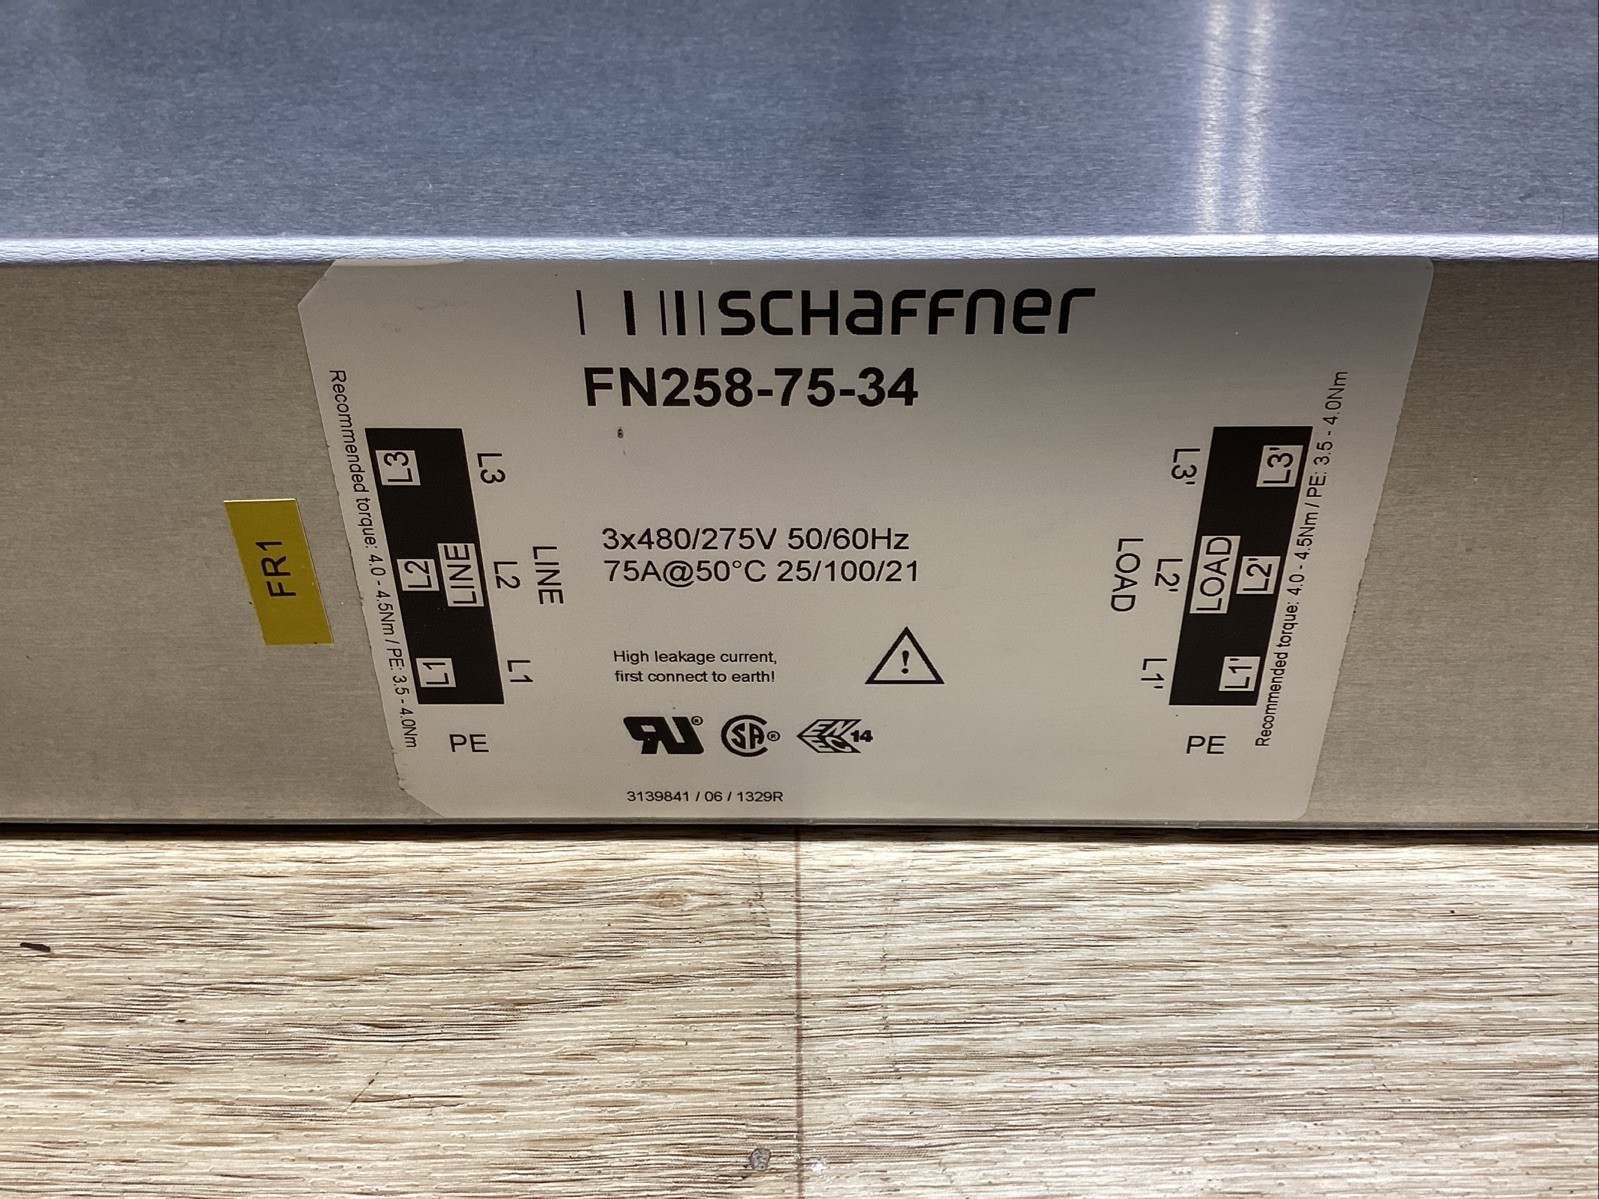 SCHAFFNER
FN258-75-34
3x480/275V 50/60Hz
75A@50°C 25/100/21
High leakage current,
first connect to earth!
!
RU®
SA®
ENEC 14
3139841 / 06 / 1329R
FR1
Recommended torque: 4.0 - 4.5Nm / PE: 3.5 - 4.0Nm
L3
L2
L1
LINE
L3
L2
L1
LINE
PE
LOAD
L3'
L2'
L1'
LOAD
L3'
L2'
L1'
PE
Recommended torque: 4.0 - 4.5Nm / PE: 3.5 - 4.0Nm